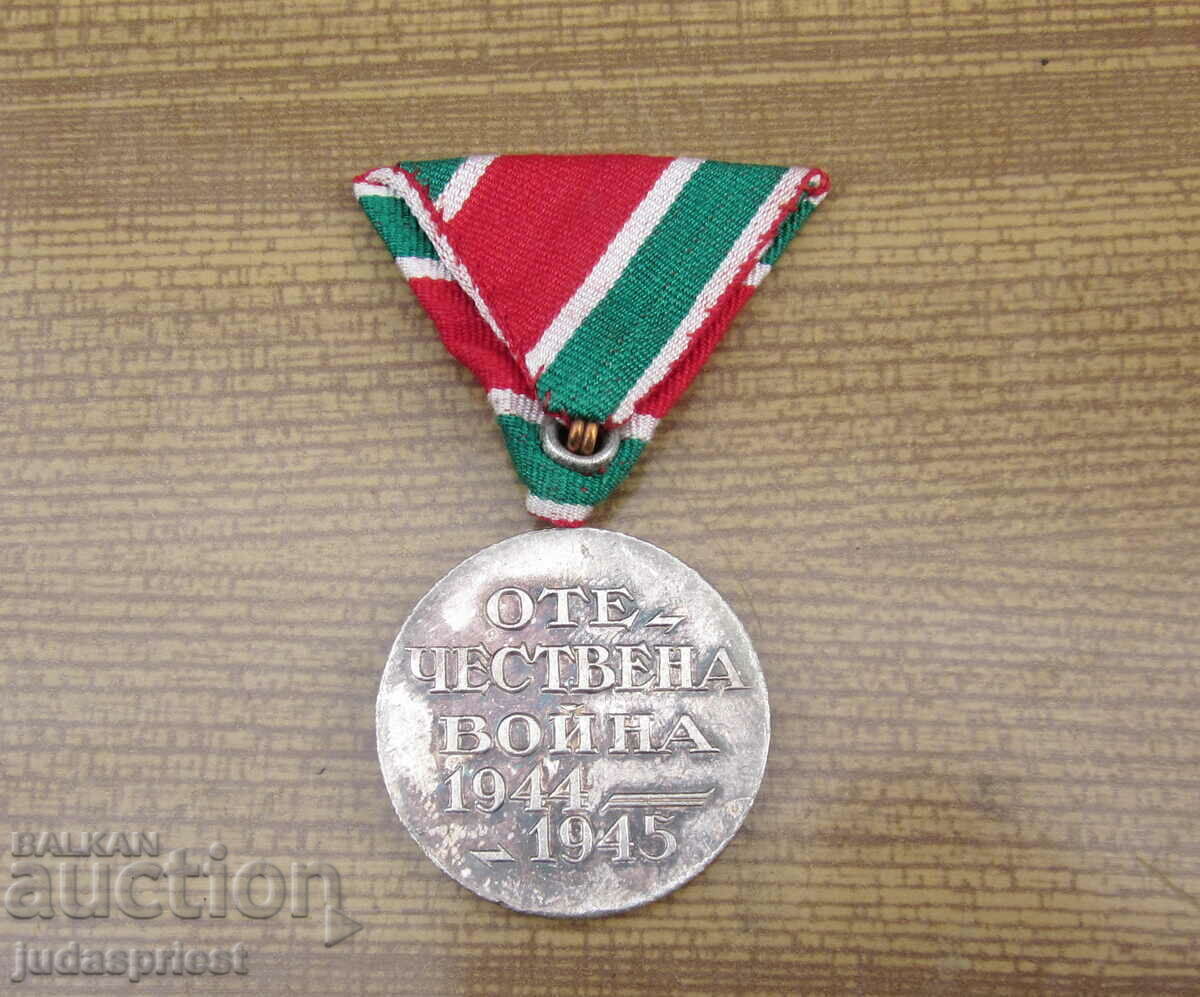 ОТЕ-
ЧЕСТВЕНА
ВОЙНА
1944
1945
BALKAN
auction
judaspriest